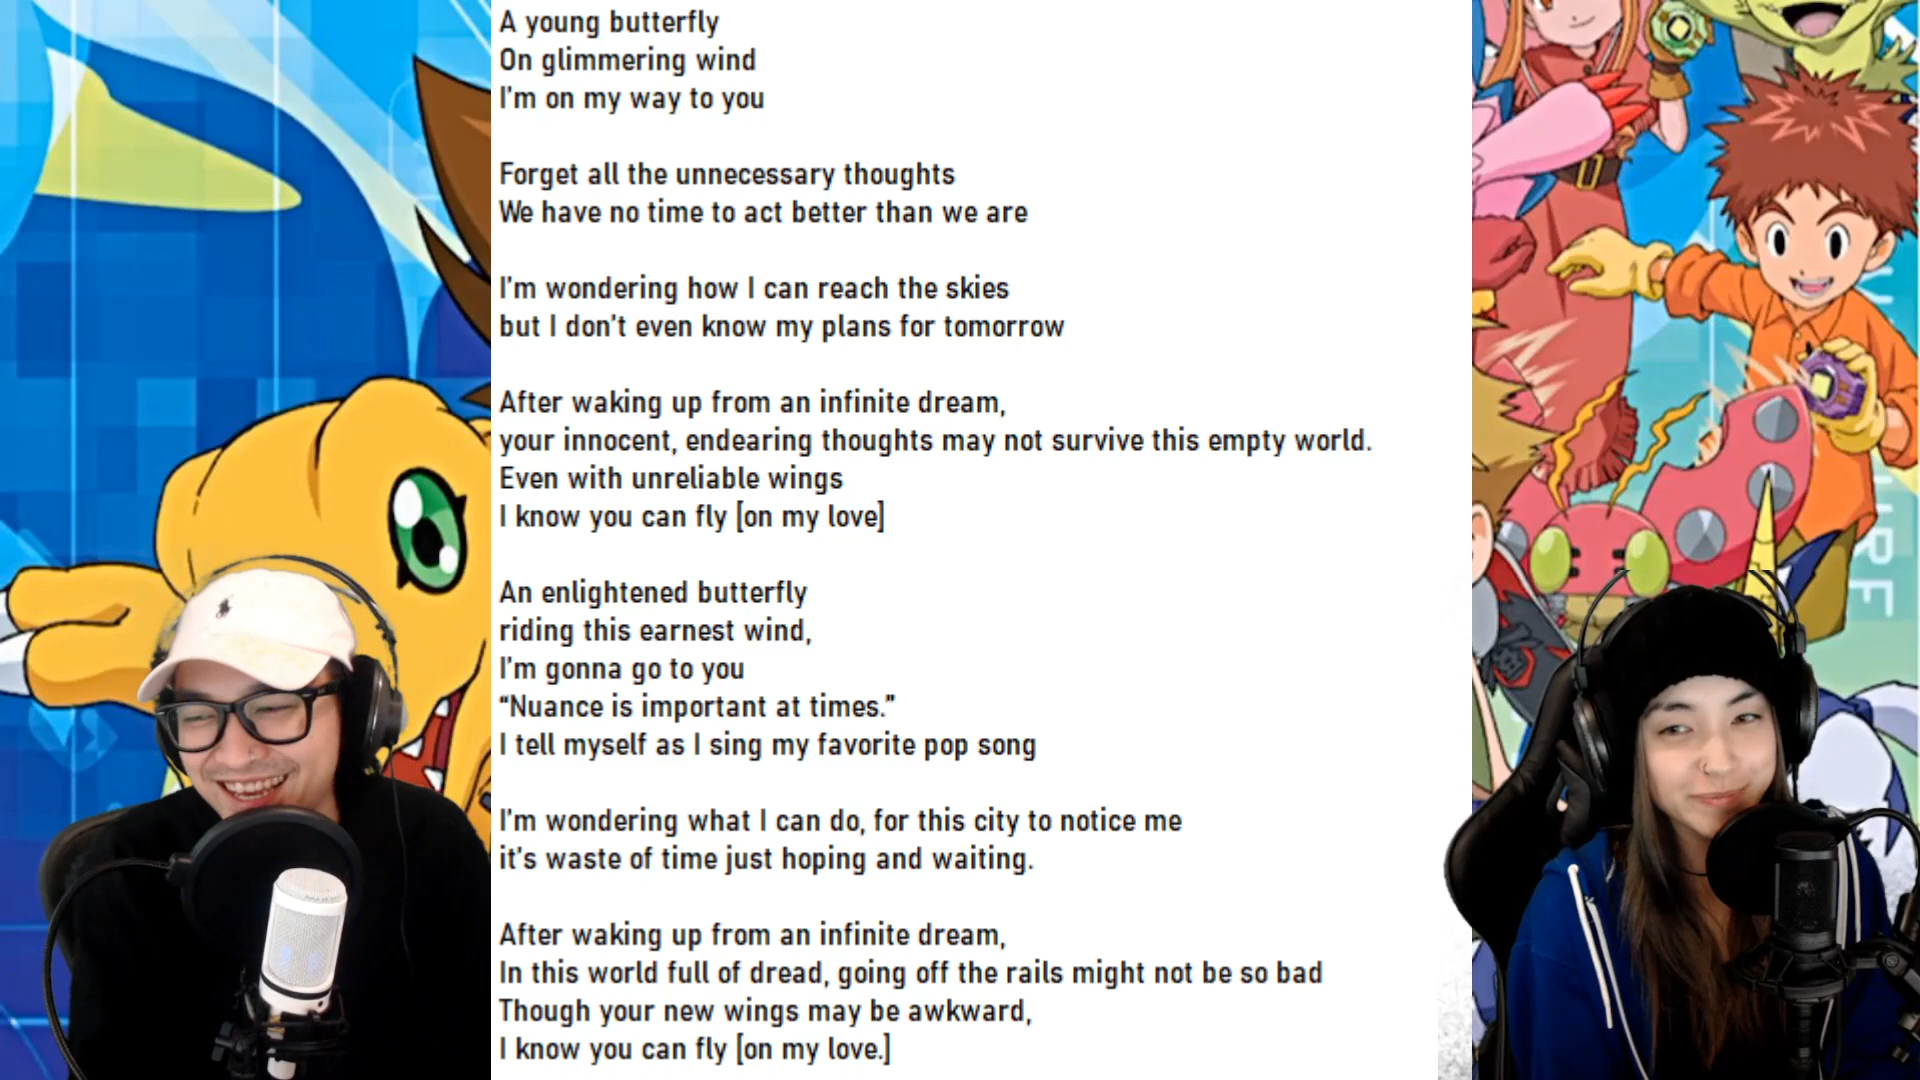 A young butterfly
On glimmering wind
I'm on my way to you
Forget all the unnecessary thoughts
We have no time to act better than we are
I'm wondering how I can reach the skies
but I don't even know my plans for tomorrow
After waking up from an infinite dream,
your innocent, endearing thoughts may not survive this empty world.
Even with unreliable wings
I know you can fly [on my love]
An enlightened butterfly
riding this earnest wind,
I'm gonna go to you
“Nuance is important at times.”
I tell myself as I sing my favorite pop song
I'm wondering what I can do, for this city to notice me
it's waste of time just hoping and waiting.
After waking up from an infinite dream,
In this world full of dread, going off the rails might not be so bad
Though your new wings may be awkward,
I know you can fly [on my love.]